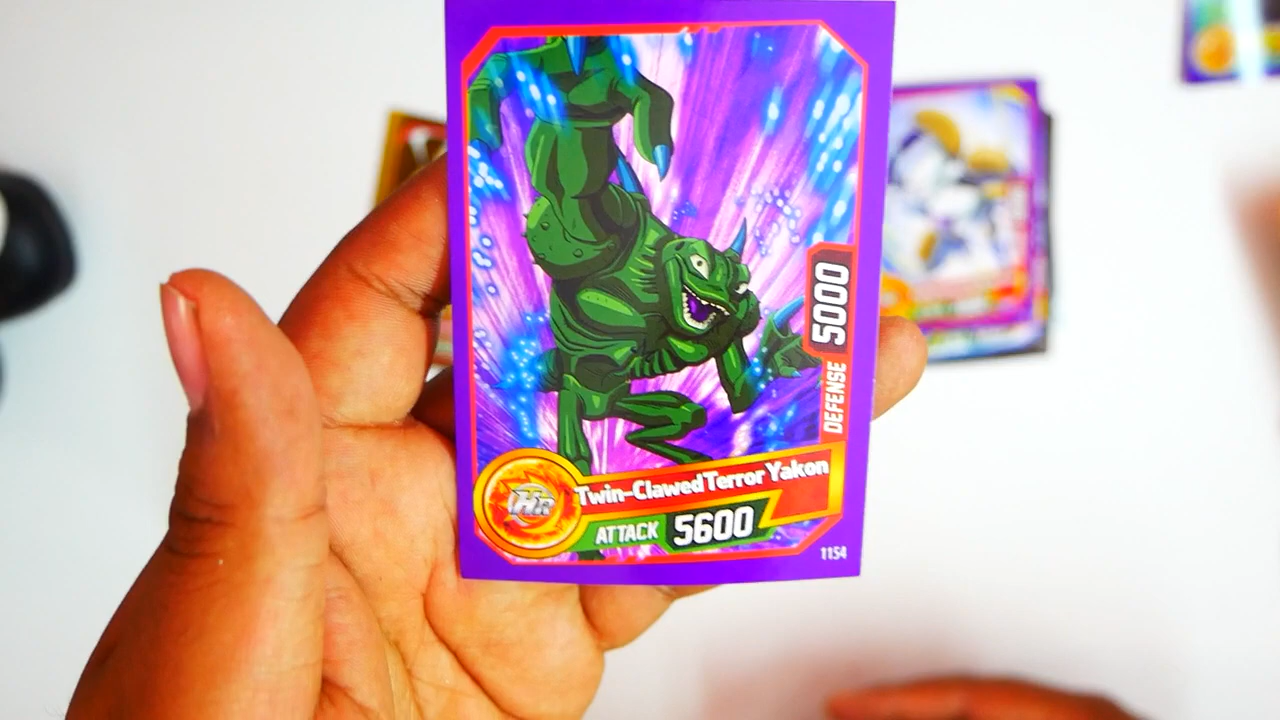 DEFENSE 5000
HR
Twin-Clawed Terror Yakon
ATTACK 5600
1154